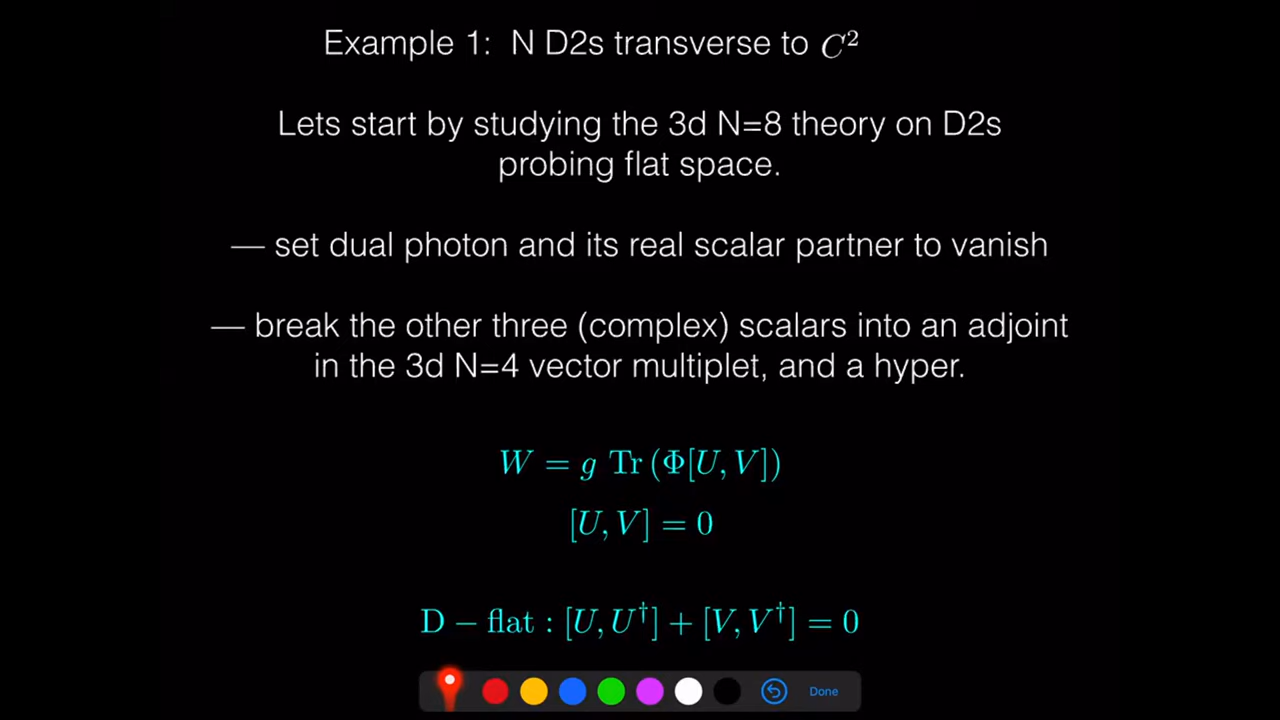 Example 1: N D2s transverse to C²
Lets start by studying the 3d N=8 theory on D2s
probing flat space.
— set dual photon and its real scalar partner to vanish
— break the other three (complex) scalars into an adjoint
in the 3d N=4 vector multiplet, and a hyper.
W = g Tr (Φ[U, V])
[U, V] = 0
D − flat : [U, U†] + [V, V†] = 0
Done